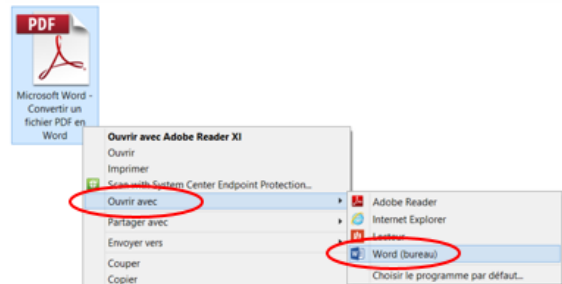 PDF
Microsoft Word -
Convertir un
fichier PDF en
Word
Ouvrir avec Adobe Reader XI
Ouvrir
Imprimer
Scan with System Center Endpoint Protection...
Ouvrir avec
Partager avec
Envoyer vers
Couper
Copier
Adobe Reader
Internet Explorer
Lecteur
Word (bureau)
Choisir le programme par défaut...